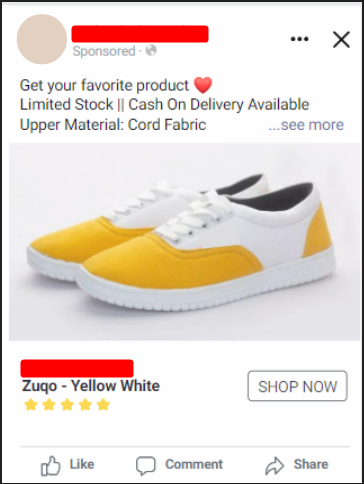 Sponsored ·
Get your favorite product ❤️
Limited Stock || Cash On Delivery Available
Upper Material: Cord Fabric ...see more
Zuqo - Yellow White
SHOP NOW
Like Comment Share